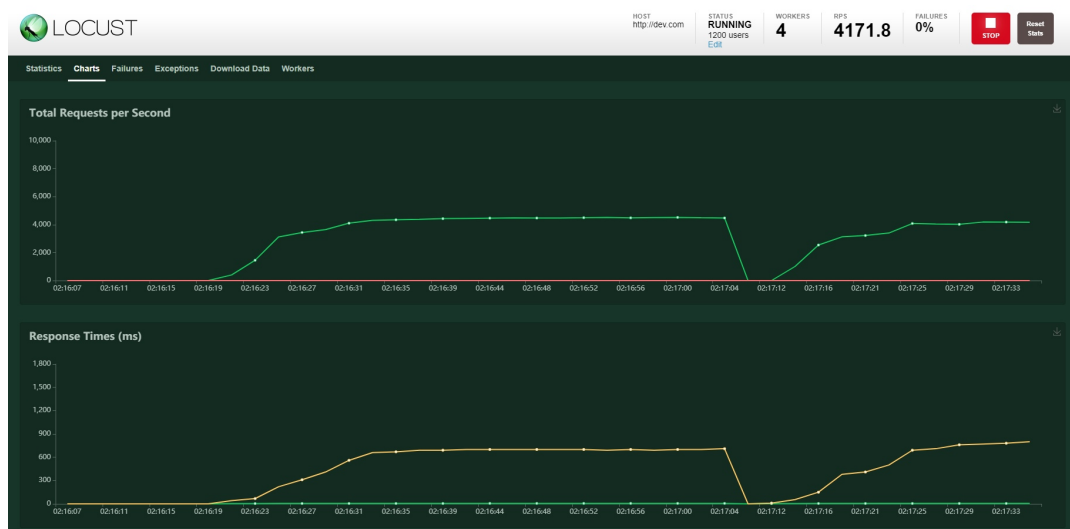 LOCUST
HOST
http://dev.com
STATUS
RUNNING
1200 users
Edit
WORKERS
4
RPS
4171.8
FAILURES
0%
STOP
Reset
Stats
Statistics Charts Failures Exceptions Download Data Workers
Total Requests per Second
10,000
8,000
6,000
4,000
2,000
0
02:16:07 02:16:11 02:16:15 02:16:19 02:16:23 02:16:27 02:16:31 02:16:35 02:16:39 02:16:44 02:16:48 02:16:52 02:16:56 02:17:00 02:17:04 02:17:12 02:17:16 02:17:21 02:17:25 02:17:29 02:17:33
Response Times (ms)
1,800
1,500
1,200
900
600
300
0
02:16:07 02:16:11 02:16:15 02:16:19 02:16:23 02:16:27 02:16:31 02:16:35 02:16:39 02:16:44 02:16:48 02:16:52 02:16:56 02:17:00 02:17:04 02:17:12 02:17:16 02:17:21 02:17:25 02:17:29 02:17:33